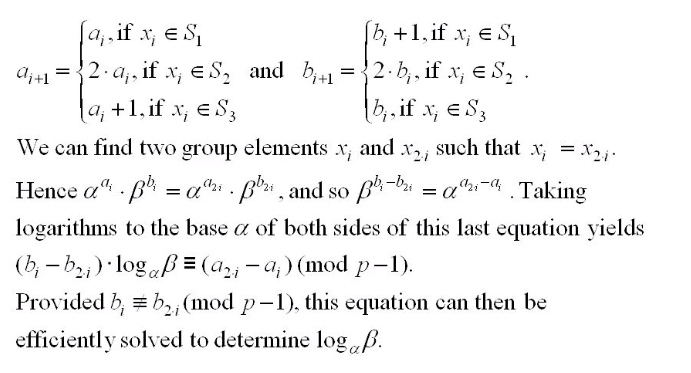 a_{i+1} = { a_i, if x_i ∈ S_1 ; 2·a_i, if x_i ∈ S_2 ; a_i + 1, if x_i ∈ S_3 and b_{i+1} = { b_i + 1, if x_i ∈ S_1 ; 2·b_i, if x_i ∈ S_2 ; b_i, if x_i ∈ S_3 .
We can find two group elements x_i and x_{2·i} such that x_i = x_{2·i}.
Hence α^{a_i} · β^{b_i} = α^{a_{2i}} · β^{b_{2i}}, and so β^{b_i−b_{2i}} = α^{a_{2i}−a_i}. Taking
logarithms to the base α of both sides of this last equation yields
(b_i − b_{2·i})·log_α β ≡ (a_{2·i} − a_i) (mod p−1).
Provided b_i ≢ b_{2·i} (mod p−1), this equation can then be
efficiently solved to determine log_α β.